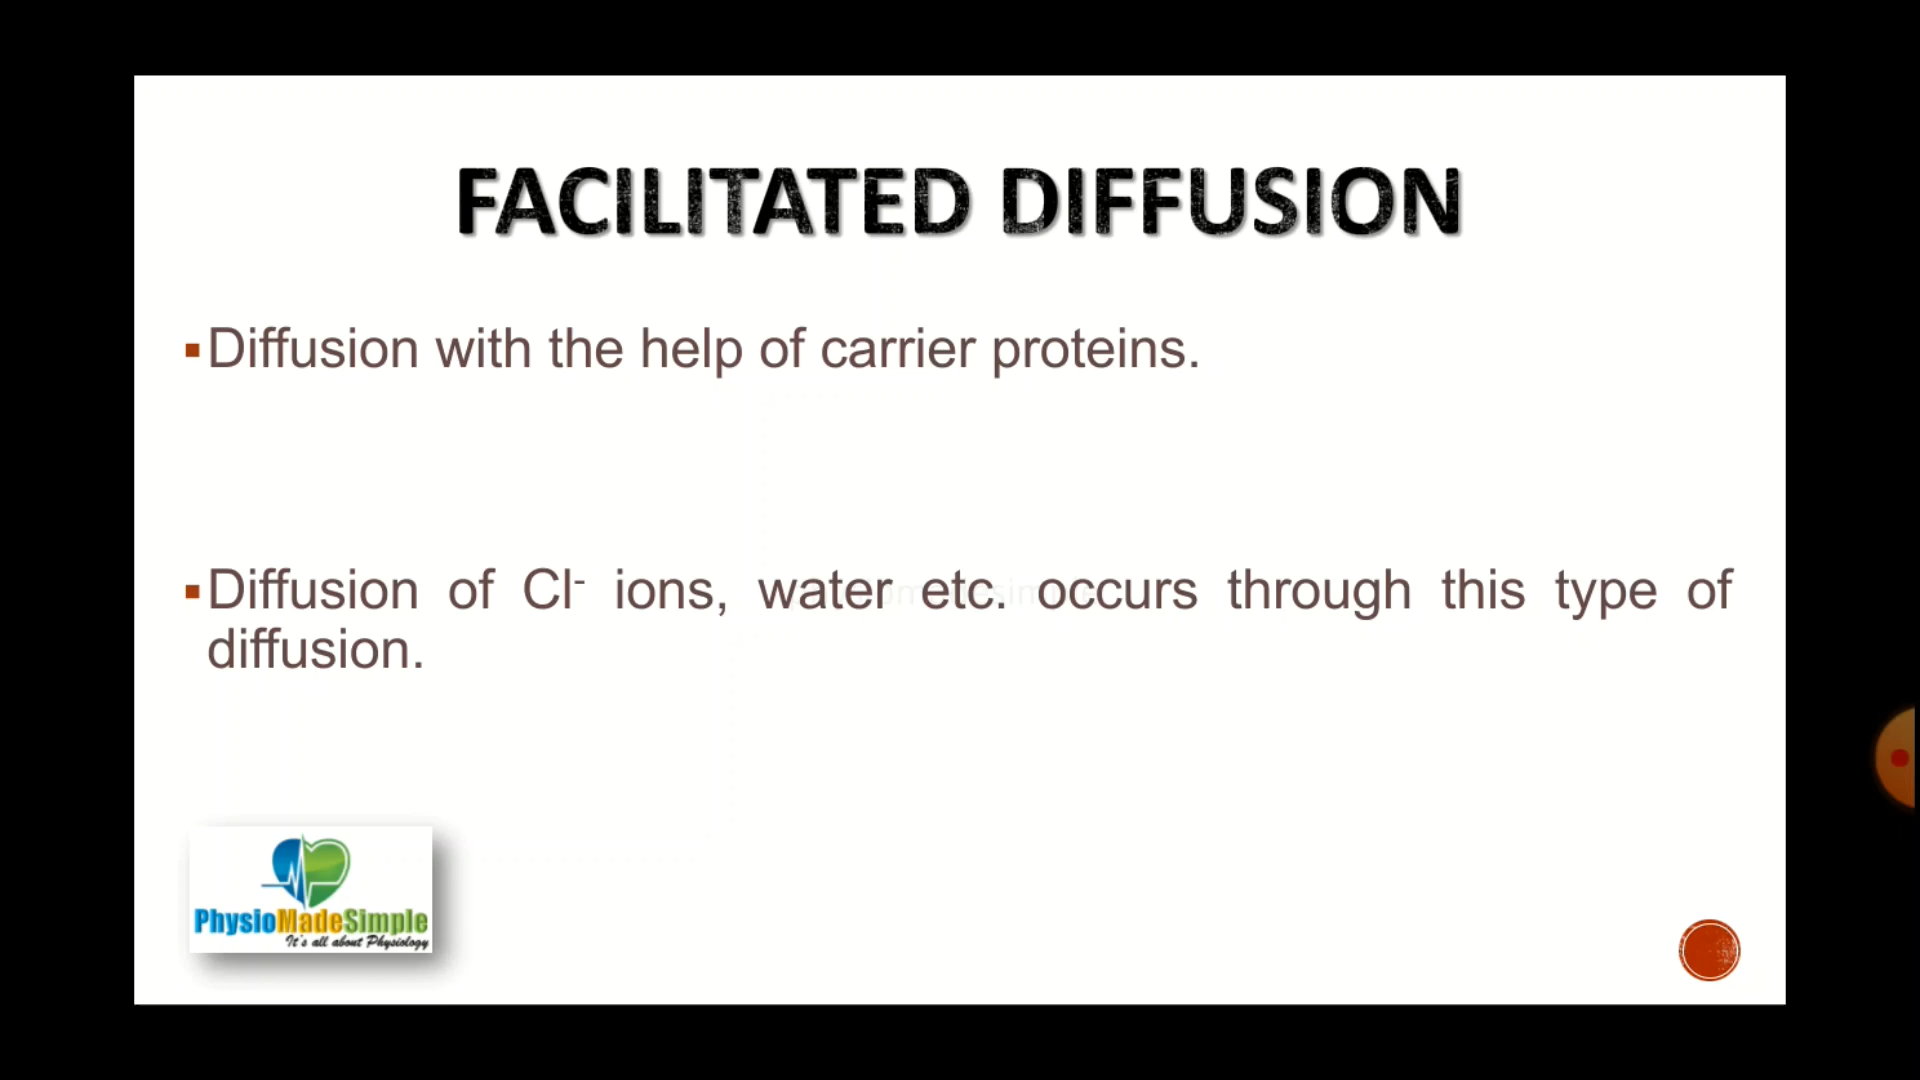 FACILITATED DIFFUSION
▪Diffusion with the help of carrier proteins.
▪Diffusion of Cl- ions, water etc. occurs through this type of
diffusion.
PhysioMadeSimple
It's all about Physiology